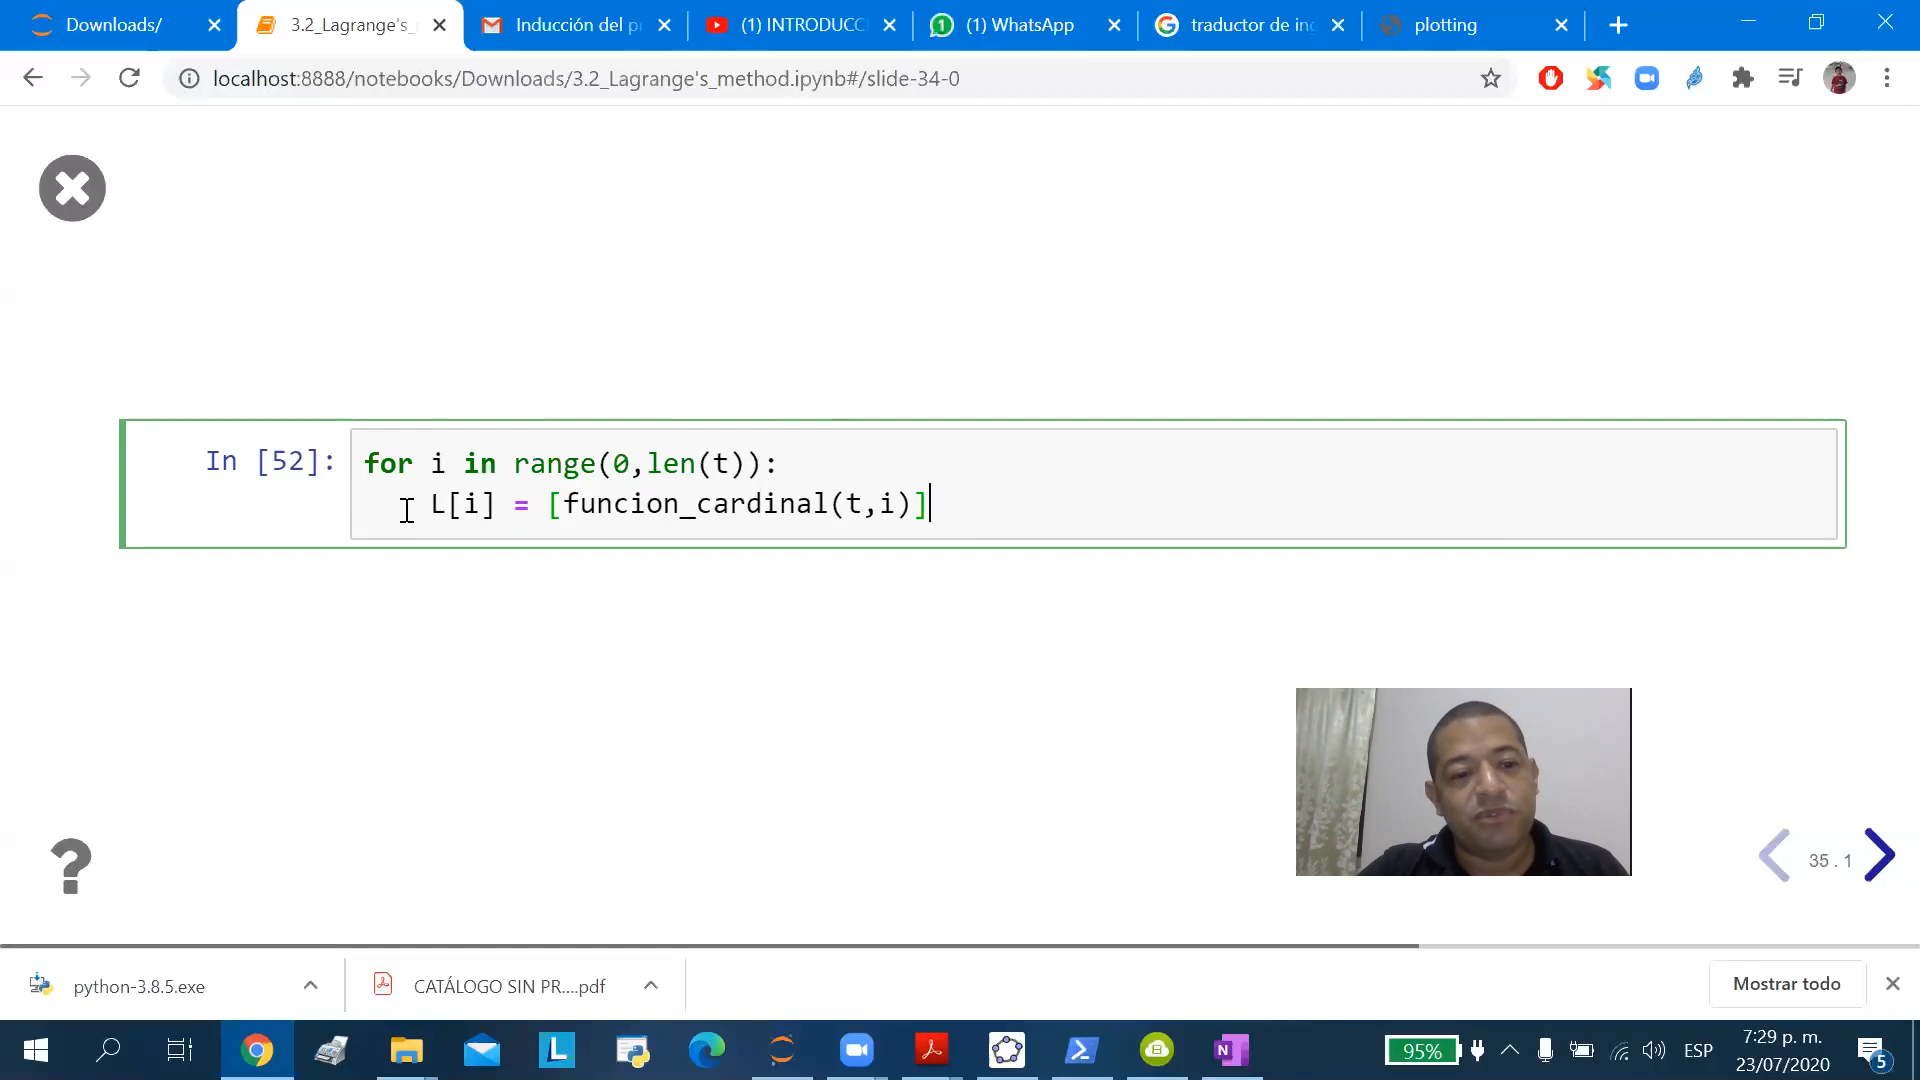 Downloads/
3.2_Lagrange's_
Inducción del p
(1) INTRODUCC
(1) WhatsApp
traductor de in
plotting
localhost:8888/notebooks/Downloads/3.2_Lagrange's_method.ipynb#/slide-34-0
In [52]:
for i in range(0,len(t)):
L[i] = [funcion_cardinal(t,i)]
?
35 . 1
python-3.8.5.exe
CATÁLOGO SIN PR....pdf
Mostrar todo
L
95%
ESP
7:29 p. m.
23/07/2020
5